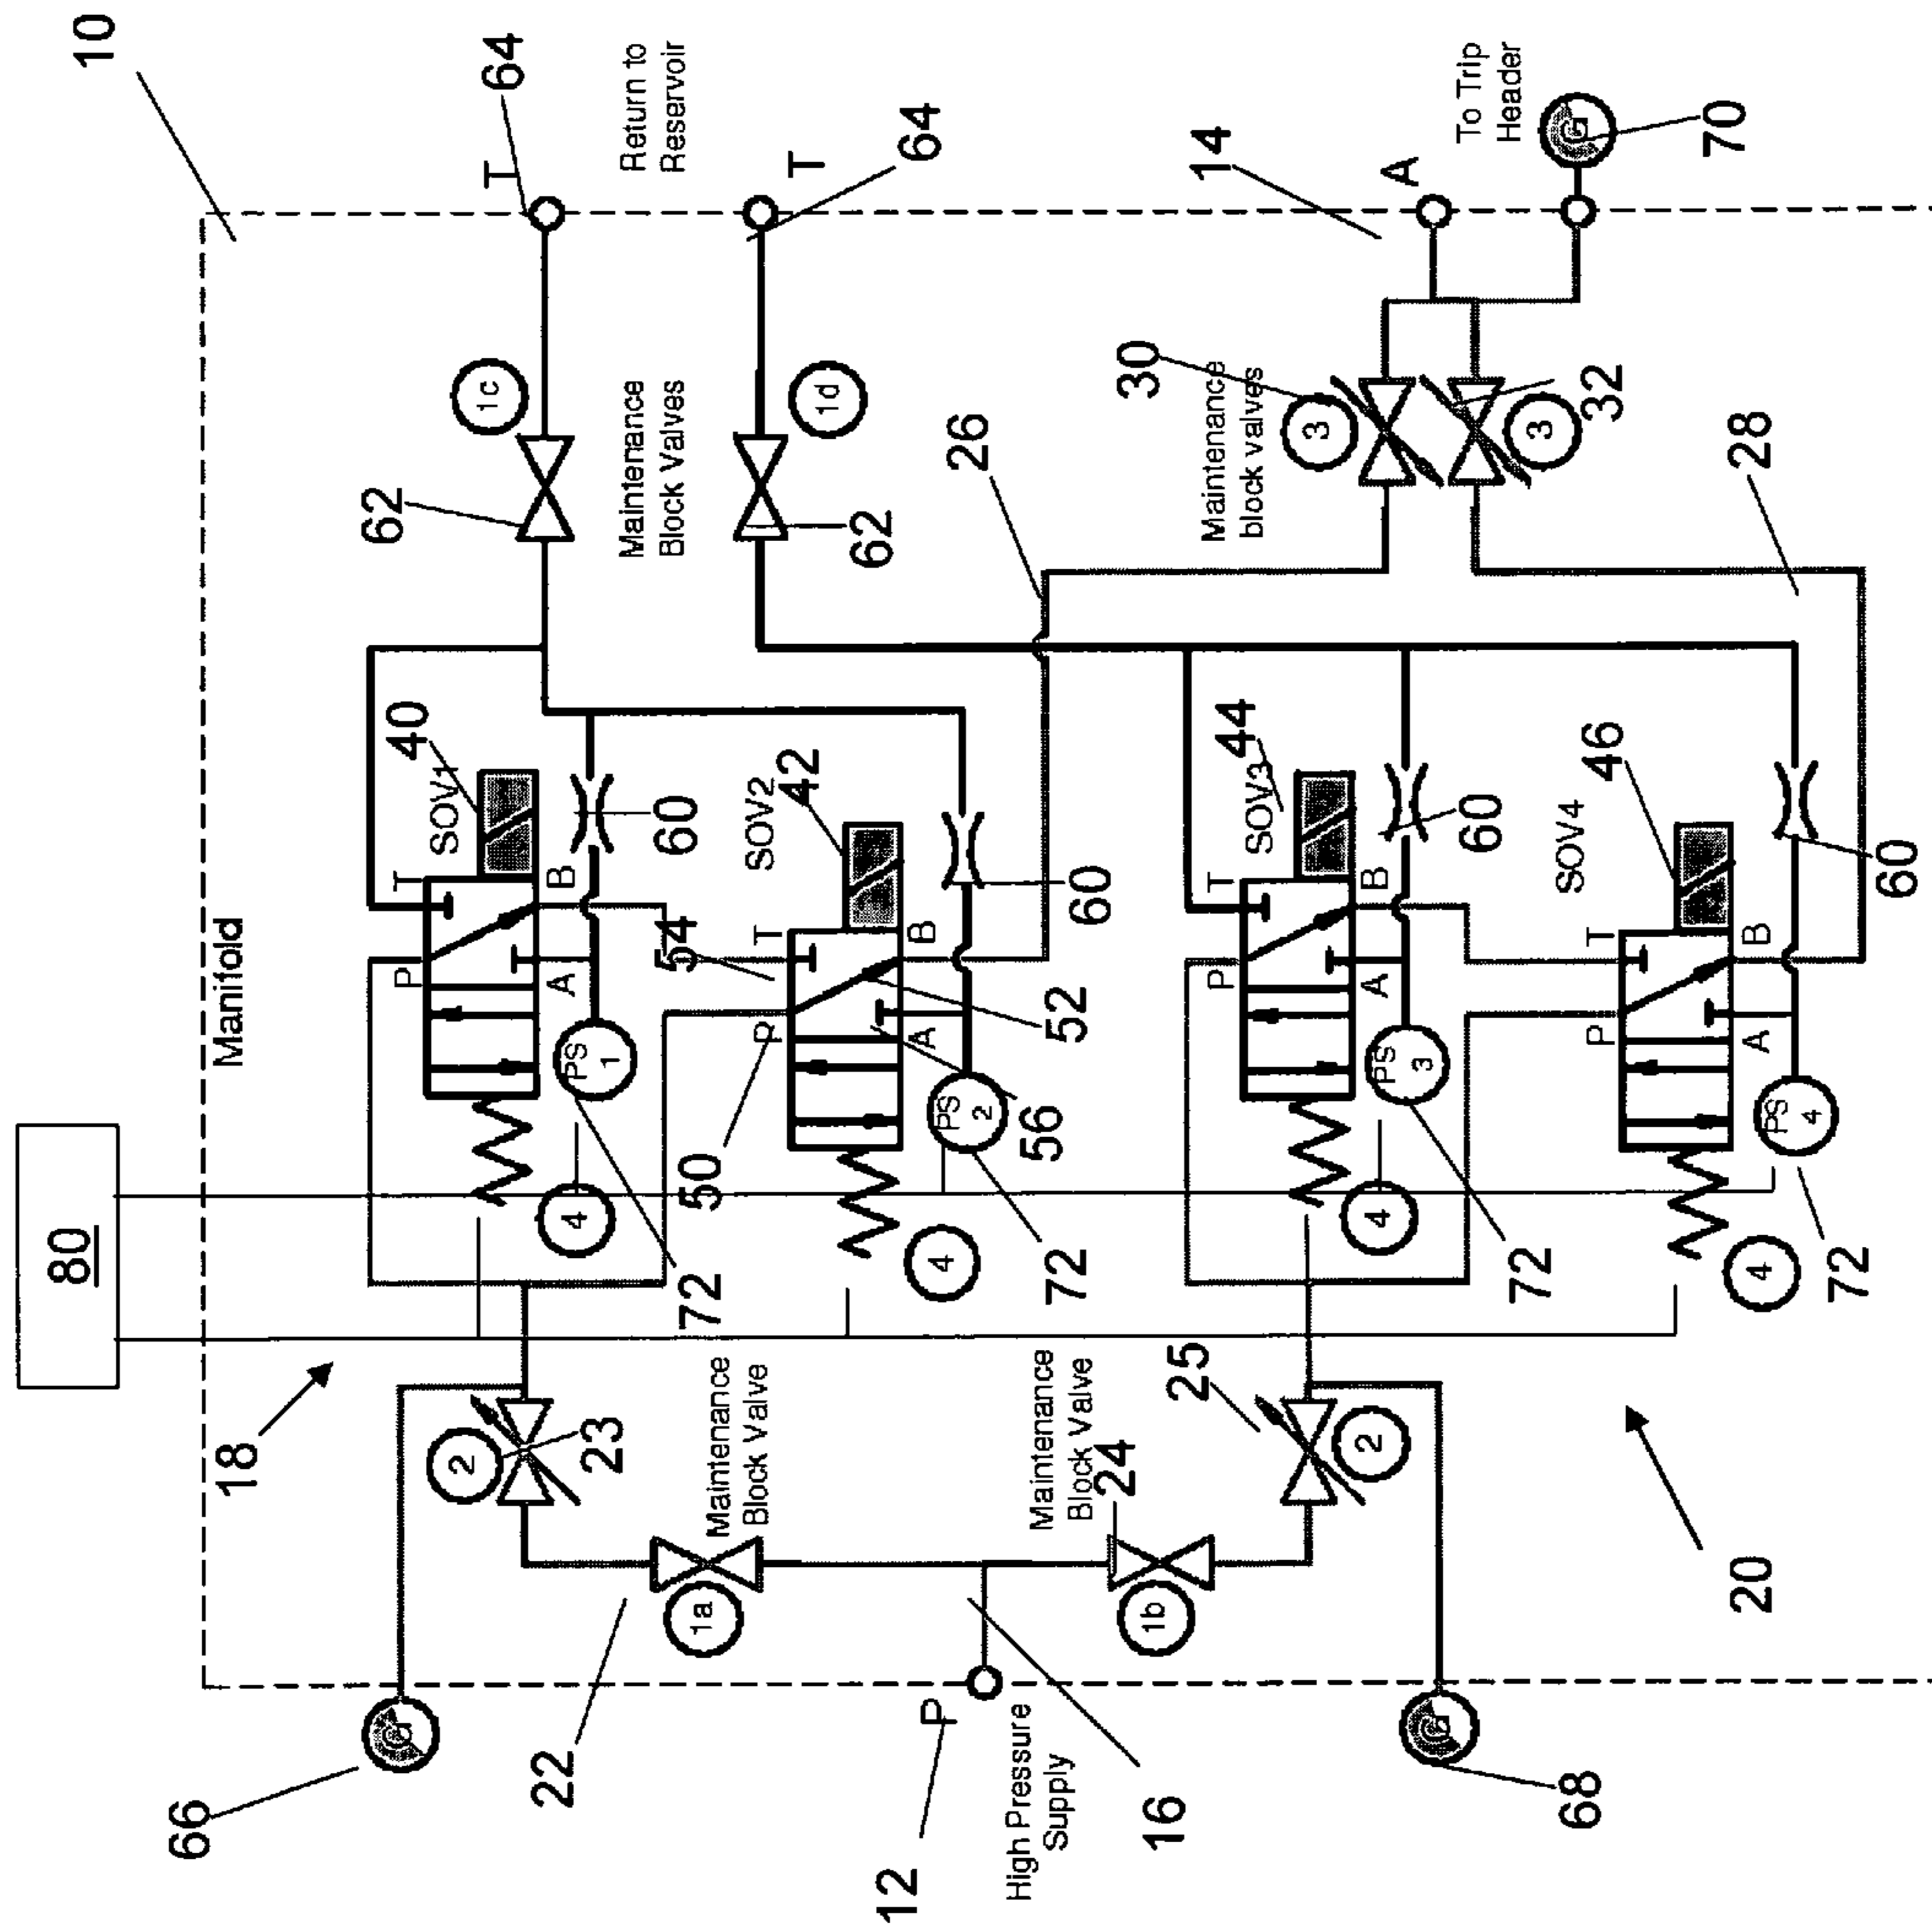 10
80
Manifold
T
64
Return to
Reservoir
T
64
1c
62
Maintenance
Block Valves
1d
62
40
SOV1
T
P
B
A
60
PS
1
4
72
18
2
23
66
22
1a
Maintenance
Block Valve
SOV2
42
54
T
P
B
A
50
52
56
60
PS
2
4
72
26
12
P
High Pressure
Supply
16
Maintenance
Block Valve
24
1b
25
2
68
20
44
SOV3
T
P
B
A
60
PS
3
4
72
46
SOV4
T
P
B
A
60
PS
4
4
72
30
Maintenance
block valves
3
3
32
28
14
A
To Trip
Header
G
70